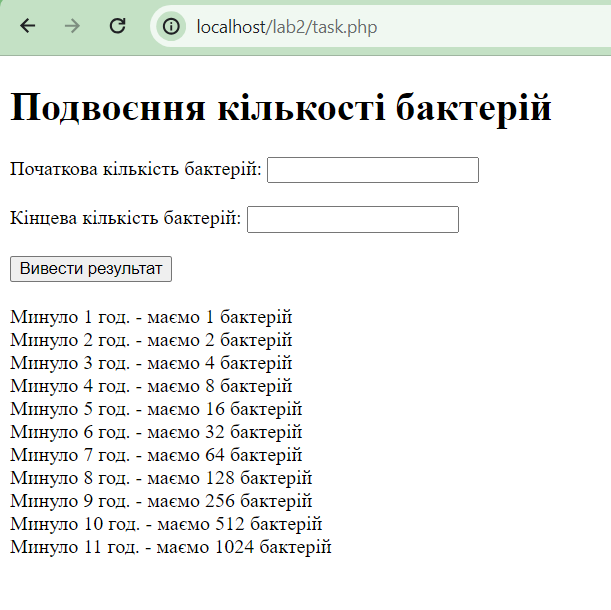 localhost/lab2/task.php
Подвоєння кількості бактерій
Початкова кількість бактерій:
Кінцева кількість бактерій:
Вивести результат
Минуло 1 год. - маємо 1 бактерій
Минуло 2 год. - маємо 2 бактерій
Минуло 3 год. - маємо 4 бактерій
Минуло 4 год. - маємо 8 бактерій
Минуло 5 год. - маємо 16 бактерій
Минуло 6 год. - маємо 32 бактерій
Минуло 7 год. - маємо 64 бактерій
Минуло 8 год. - маємо 128 бактерій
Минуло 9 год. - маємо 256 бактерій
Минуло 10 год. - маємо 512 бактерій
Минуло 11 год. - маємо 1024 бактерій